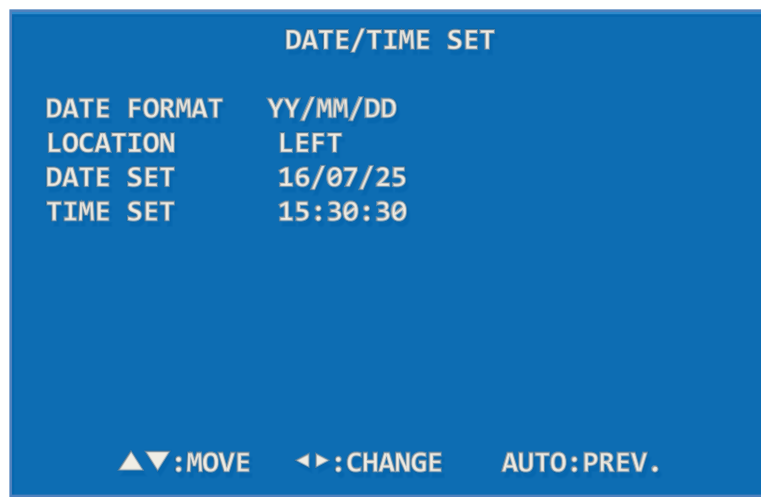 DATE/TIME SET
DATE FORMAT YY/MM/DD
LOCATION LEFT
DATE SET 16/07/25
TIME SET 15:30:30
▲▼:MOVE ◄►:CHANGE AUTO:PREV.